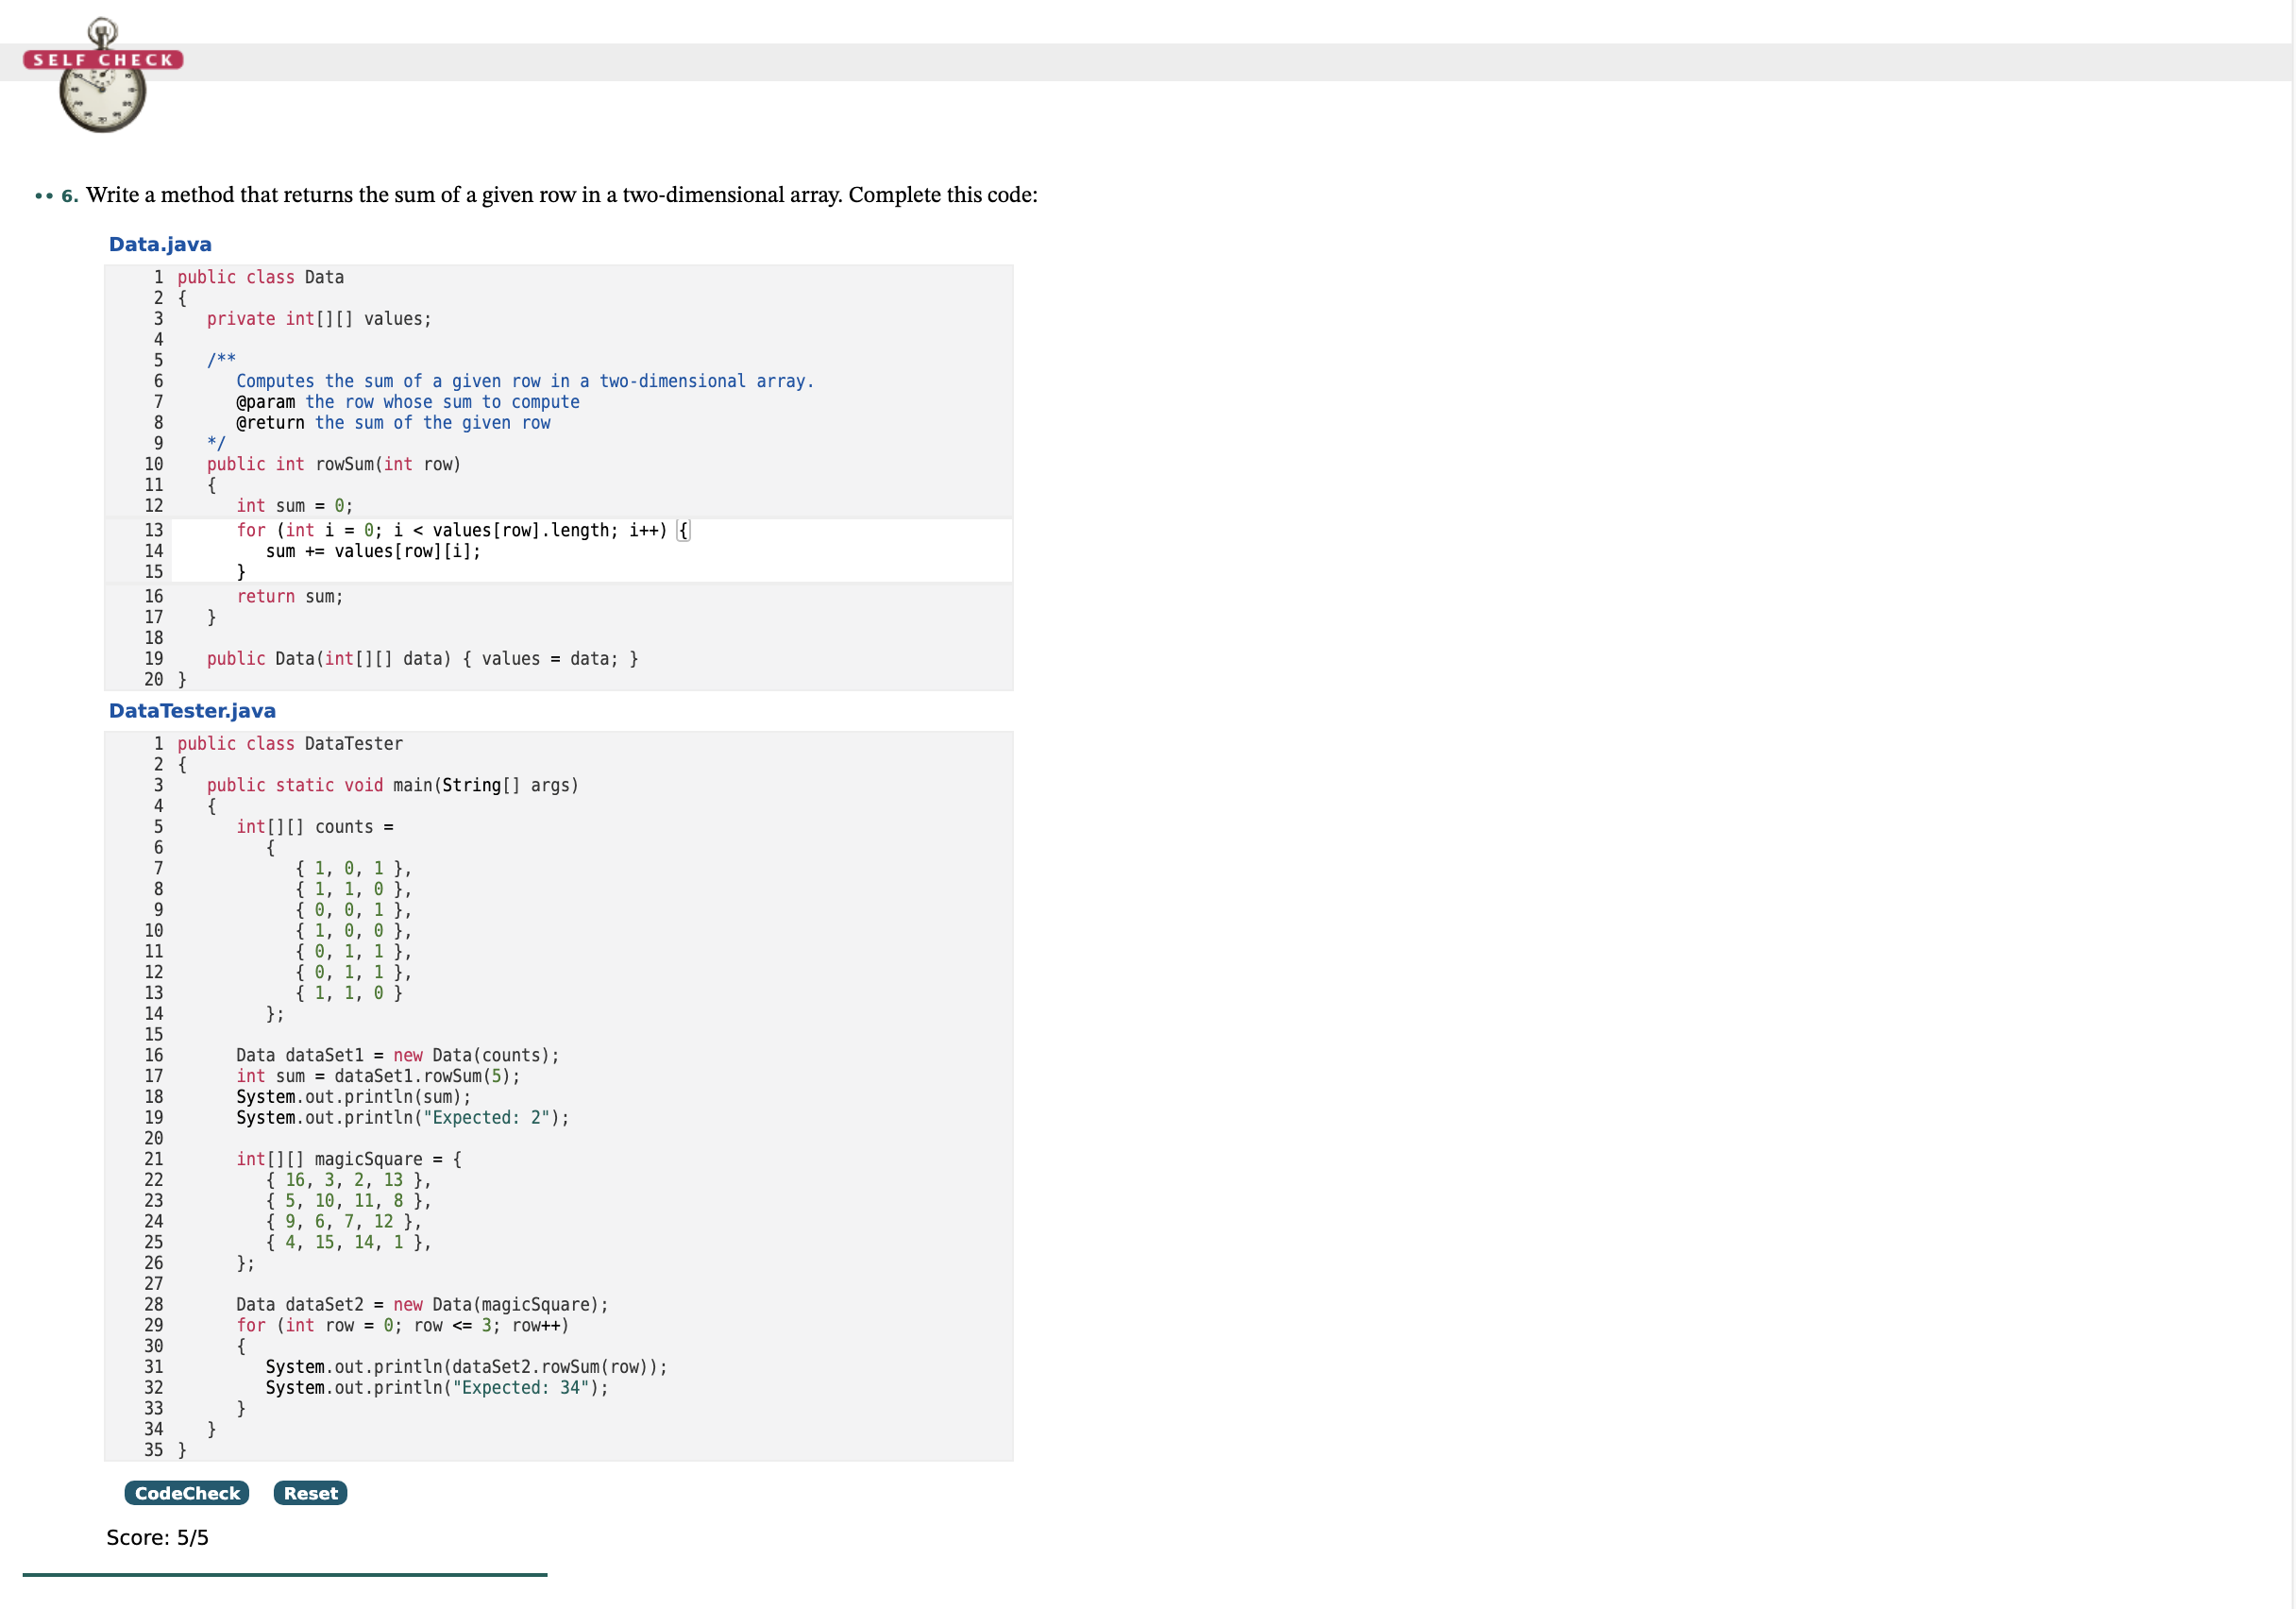 SELF CHECK
•• 6. Write a method that returns the sum of a given row in a two-dimensional array. Complete this code:
Data.java
1 public class Data
2 {
3    private int[][] values;
4
5    /**
6       Computes the sum of a given row in a two-dimensional array.
7       @param the row whose sum to compute
8       @return the sum of the given row
9    */
10    public int rowSum(int row)
11    {
12       int sum = 0;
13       for (int i = 0; i < values[row].length; i++) {
14          sum += values[row][i];
15       }
16       return sum;
17    }
18
19    public Data(int[][] data) { values = data; }
20 }
DataTester.java
1 public class DataTester
2 {
3    public static void main(String[] args)
4    {
5       int[][] counts =
6          {
7             { 1, 0, 1 },
8             { 1, 1, 0 },
9             { 0, 0, 1 },
10             { 1, 0, 0 },
11             { 0, 1, 1 },
12             { 0, 1, 1 },
13             { 1, 1, 0 }
14          };
15
16       Data dataSet1 = new Data(counts);
17       int sum = dataSet1.rowSum(5);
18       System.out.println(sum);
19       System.out.println("Expected: 2");
20
21       int[][] magicSquare = {
22          { 16, 3, 2, 13 },
23          { 5, 10, 11, 8 },
24          { 9, 6, 7, 12 },
25          { 4, 15, 14, 1 },
26       };
27
28       Data dataSet2 = new Data(magicSquare);
29       for (int row = 0; row <= 3; row++)
30       {
31          System.out.println(dataSet2.rowSum(row));
32          System.out.println("Expected: 34");
33       }
34    }
35 }
CodeCheck Reset
Score: 5/5